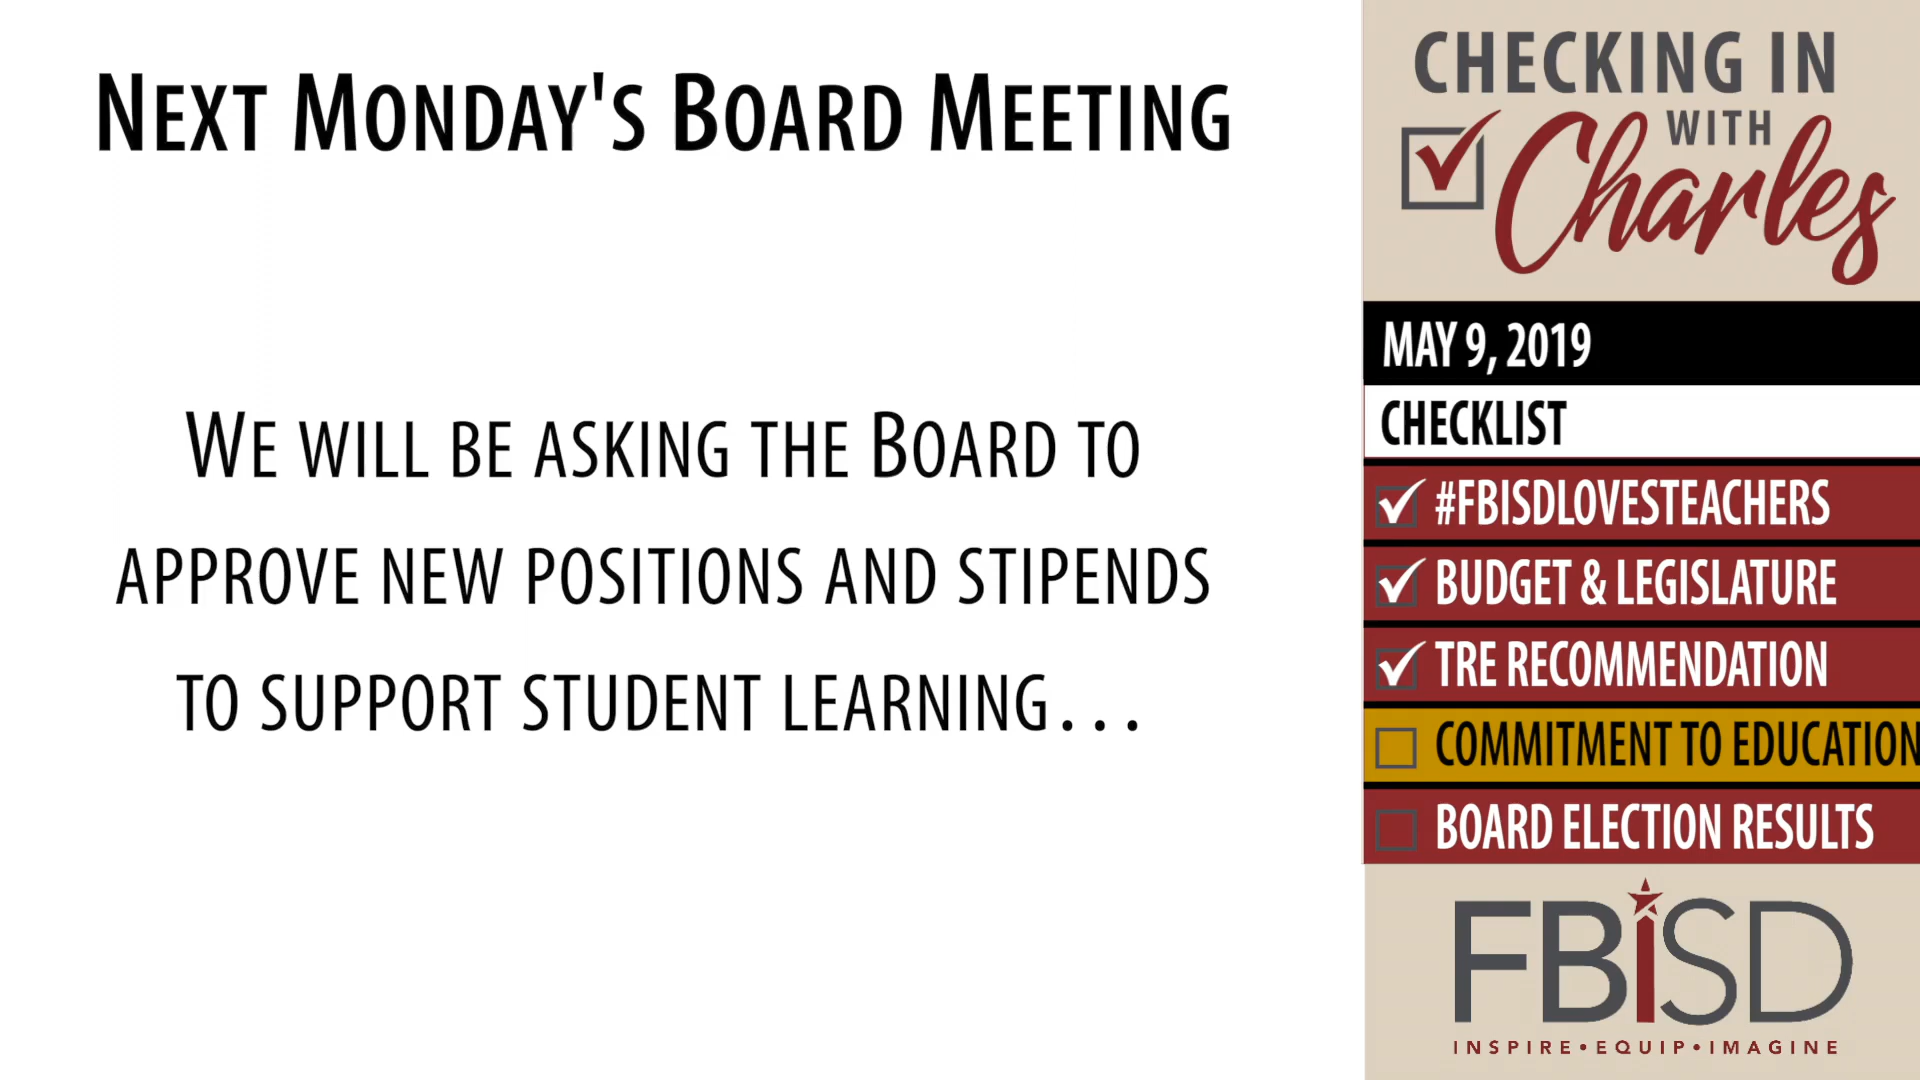 Next Monday's Board Meeting
We will be asking the Board to
approve new positions and stipends
to support student learning...
CHECKING IN
WITH
Charles
MAY 9, 2019
CHECKLIST
#FBISDLOVESTEACHERS
BUDGET & LEGISLATURE
TRE RECOMMENDATION
COMMITMENT TO EDUCATION
BOARD ELECTION RESULTS
FBiSD
INSPIRE•EQUIP•IMAGINE